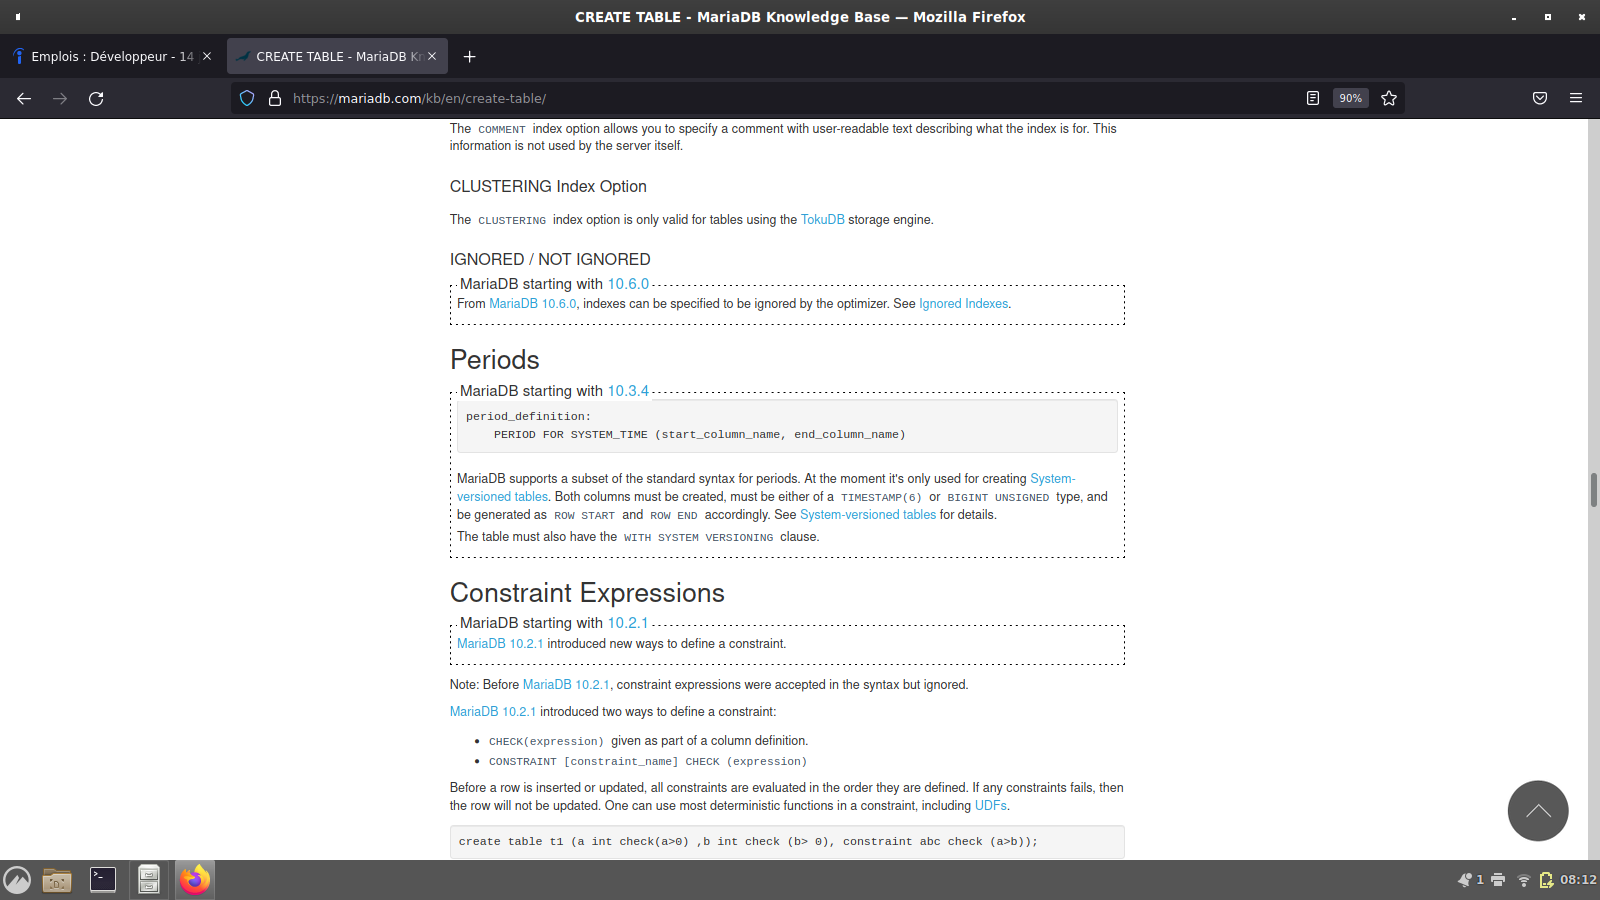 CREATE TABLE - MariaDB Knowledge Base — Mozilla Firefox
Emplois : Développeur - 14
CREATE TABLE - MariaDB Kn
https://mariadb.com/kb/en/create-table/
90%
The COMMENT index option allows you to specify a comment with user-readable text describing what the index is for. This
information is not used by the server itself.
CLUSTERING Index Option
The CLUSTERING index option is only valid for tables using the TokuDB storage engine.
IGNORED / NOT IGNORED
MariaDB starting with 10.6.0
From MariaDB 10.6.0, indexes can be specified to be ignored by the optimizer. See Ignored Indexes.
Periods
MariaDB starting with 10.3.4
period_definition:
PERIOD FOR SYSTEM_TIME (start_column_name, end_column_name)
MariaDB supports a subset of the standard syntax for periods. At the moment it's only used for creating System-
versioned tables. Both columns must be created, must be either of a TIMESTAMP(6) or BIGINT UNSIGNED type, and
be generated as ROW START and ROW END accordingly. See System-versioned tables for details.
The table must also have the WITH SYSTEM VERSIONING clause.
Constraint Expressions
MariaDB starting with 10.2.1
MariaDB 10.2.1 introduced new ways to define a constraint.
Note: Before MariaDB 10.2.1, constraint expressions were accepted in the syntax but ignored.
MariaDB 10.2.1 introduced two ways to define a constraint:
• CHECK(expression) given as part of a column definition.
• CONSTRAINT [constraint_name] CHECK (expression)
Before a row is inserted or updated, all constraints are evaluated in the order they are defined. If any constraints fails, then
the row will not be updated. One can use most deterministic functions in a constraint, including UDFs.
create table t1 (a int check(a>0) ,b int check (b> 0), constraint abc check (a>b));
1
08:12